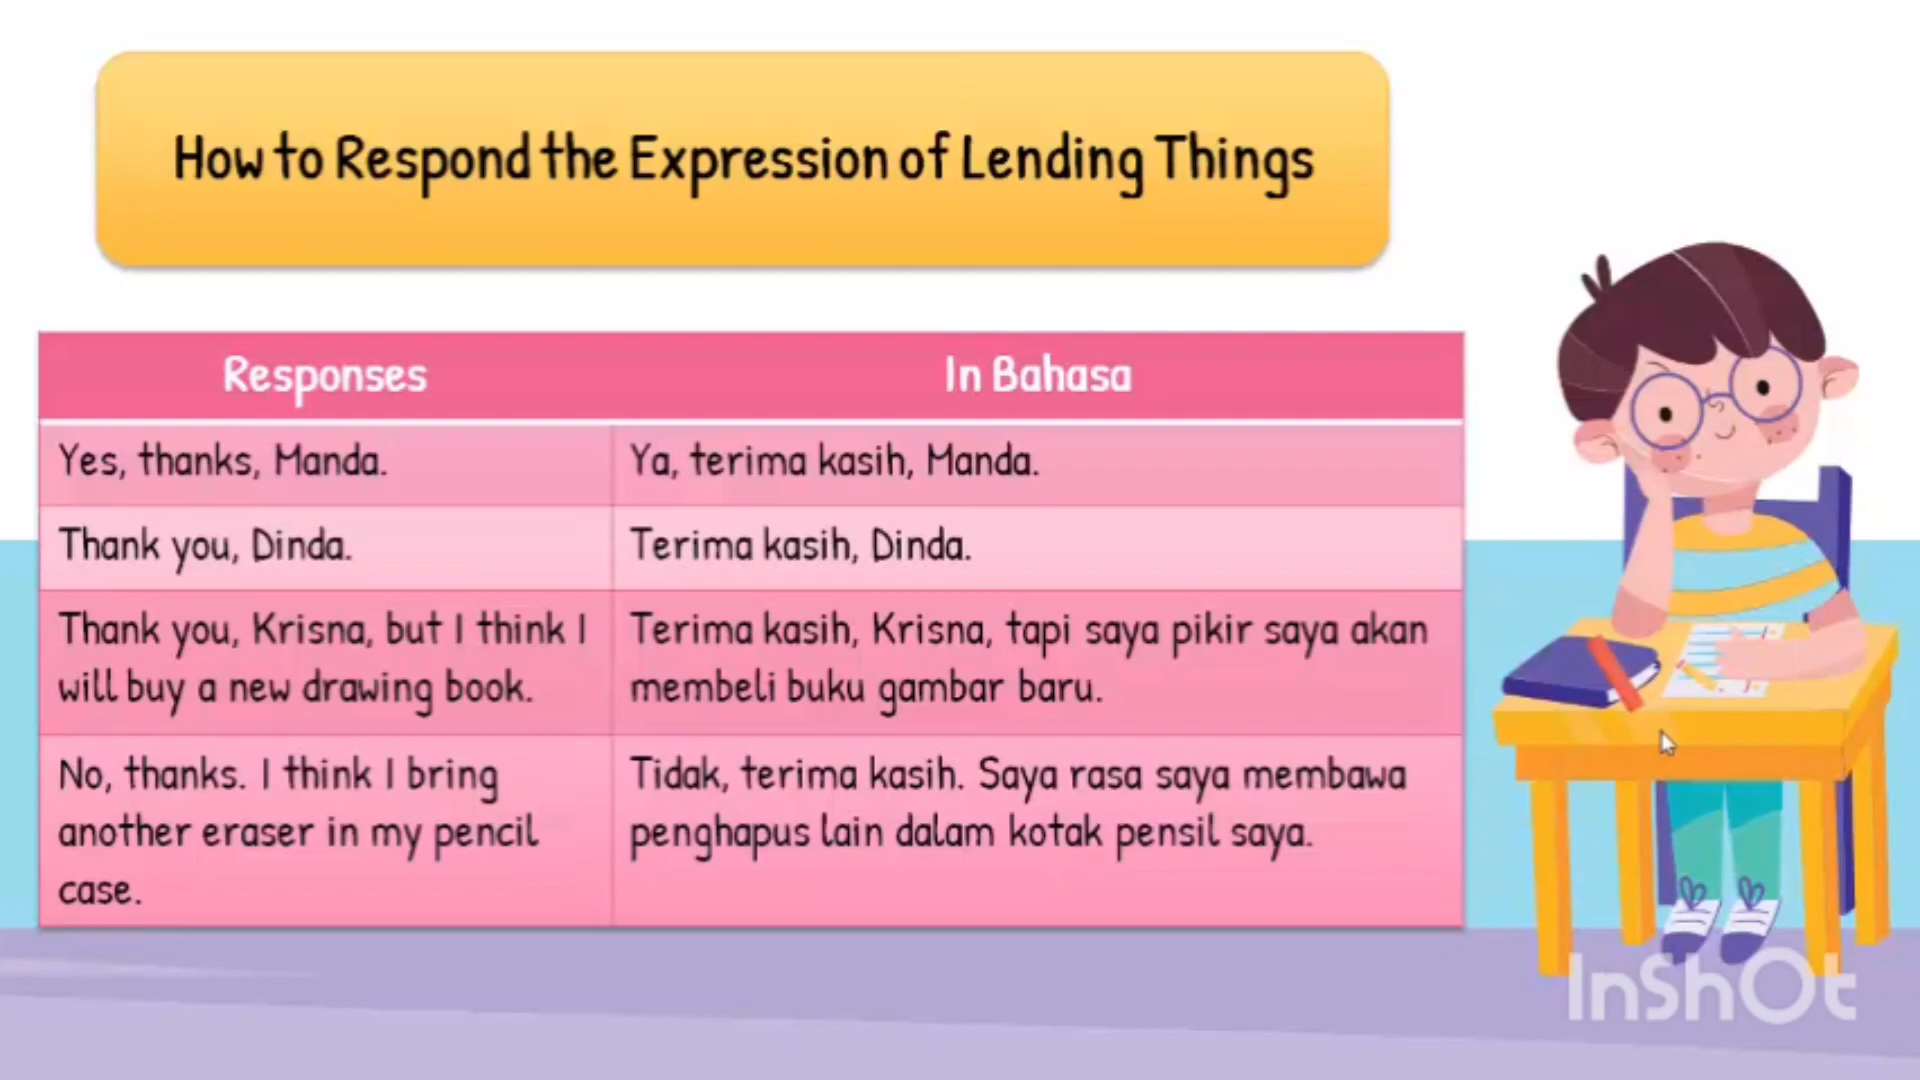 How to Respond the Expression of Lending Things
Responses
In Bahasa
Yes, thanks, Manda.
Ya, terima kasih, Manda.
Thank you, Dinda.
Terima kasih, Dinda.
Thank you, Krisna, but I think I
will buy a new drawing book.
Terima kasih, Krisna, tapi saya pikir saya akan
membeli buku gambar baru.
No, thanks. I think I bring
another eraser in my pencil
case.
Tidak, terima kasih. Saya rasa saya membawa
penghapus lain dalam kotak pensil saya.
InShOt